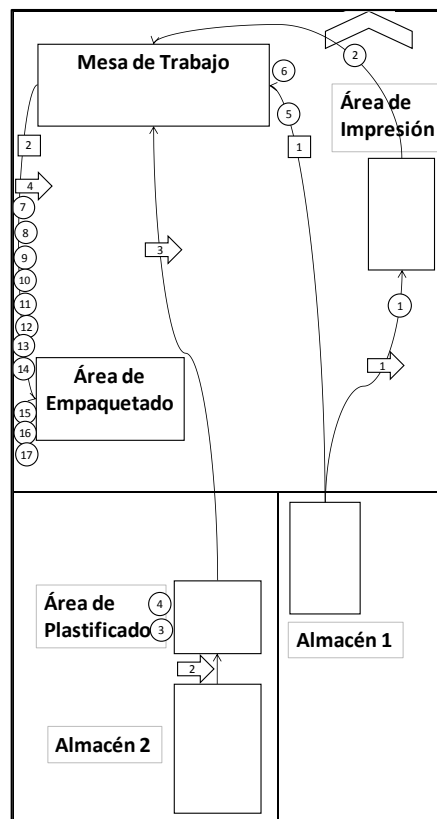 Mesa de Trabajo
6
2
5
Área de
Impresión
2
1
4
7
3
8
9
10
1
11
12
13
14
1
Área de
Empaquetado
15
16
17
Área de
Plastificado
4
3
Almacén 1
2
Almacén 2